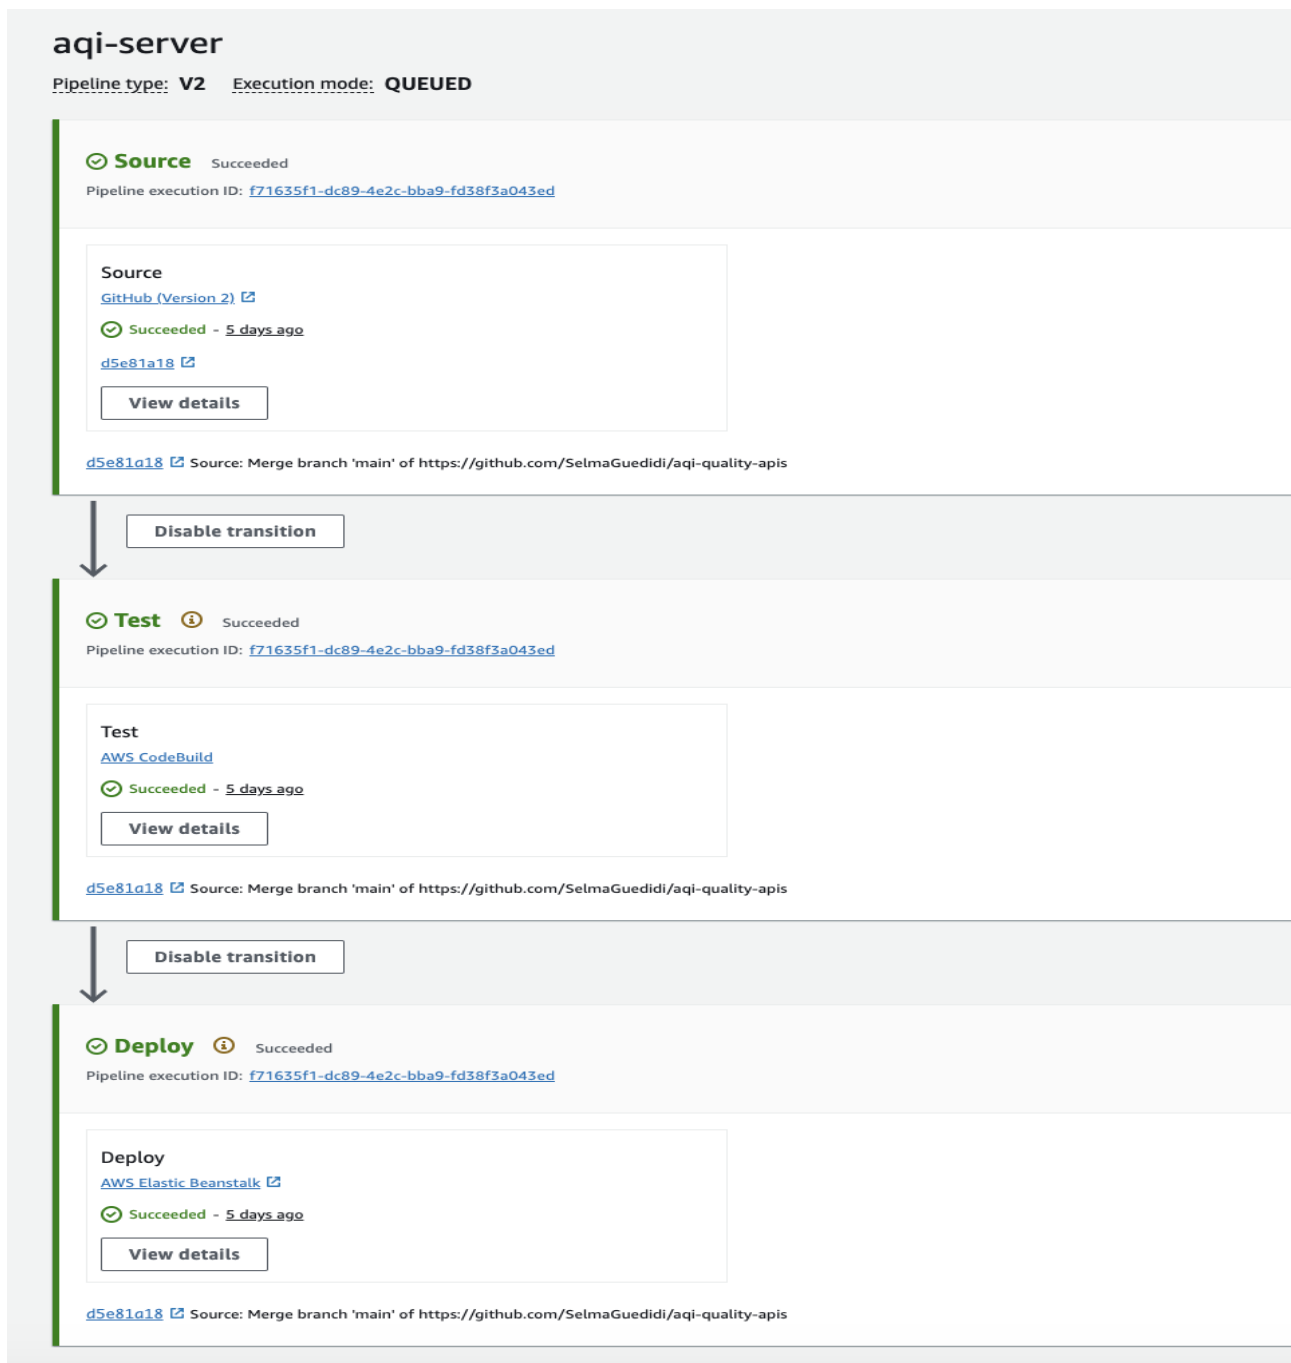 aqi-server
Pipeline type: V2 Execution mode: QUEUED
Source Succeeded
Pipeline execution ID: f71635f1-dc89-4e2c-bba9-fd38f3a043ed
Source
GitHub (Version 2)
Succeeded - 5 days ago
d5e81a18
View details
d5e81a18 Source: Merge branch 'main' of https://github.com/SelmaGuedidi/aqi-quality-apis
Disable transition
Test Succeeded
Pipeline execution ID: f71635f1-dc89-4e2c-bba9-fd38f3a043ed
Test
AWS CodeBuild
Succeeded - 5 days ago
View details
d5e81a18 Source: Merge branch 'main' of https://github.com/SelmaGuedidi/aqi-quality-apis
Disable transition
Deploy Succeeded
Pipeline execution ID: f71635f1-dc89-4e2c-bba9-fd38f3a043ed
Deploy
AWS Elastic Beanstalk
Succeeded - 5 days ago
View details
d5e81a18 Source: Merge branch 'main' of https://github.com/SelmaGuedidi/aqi-quality-apis